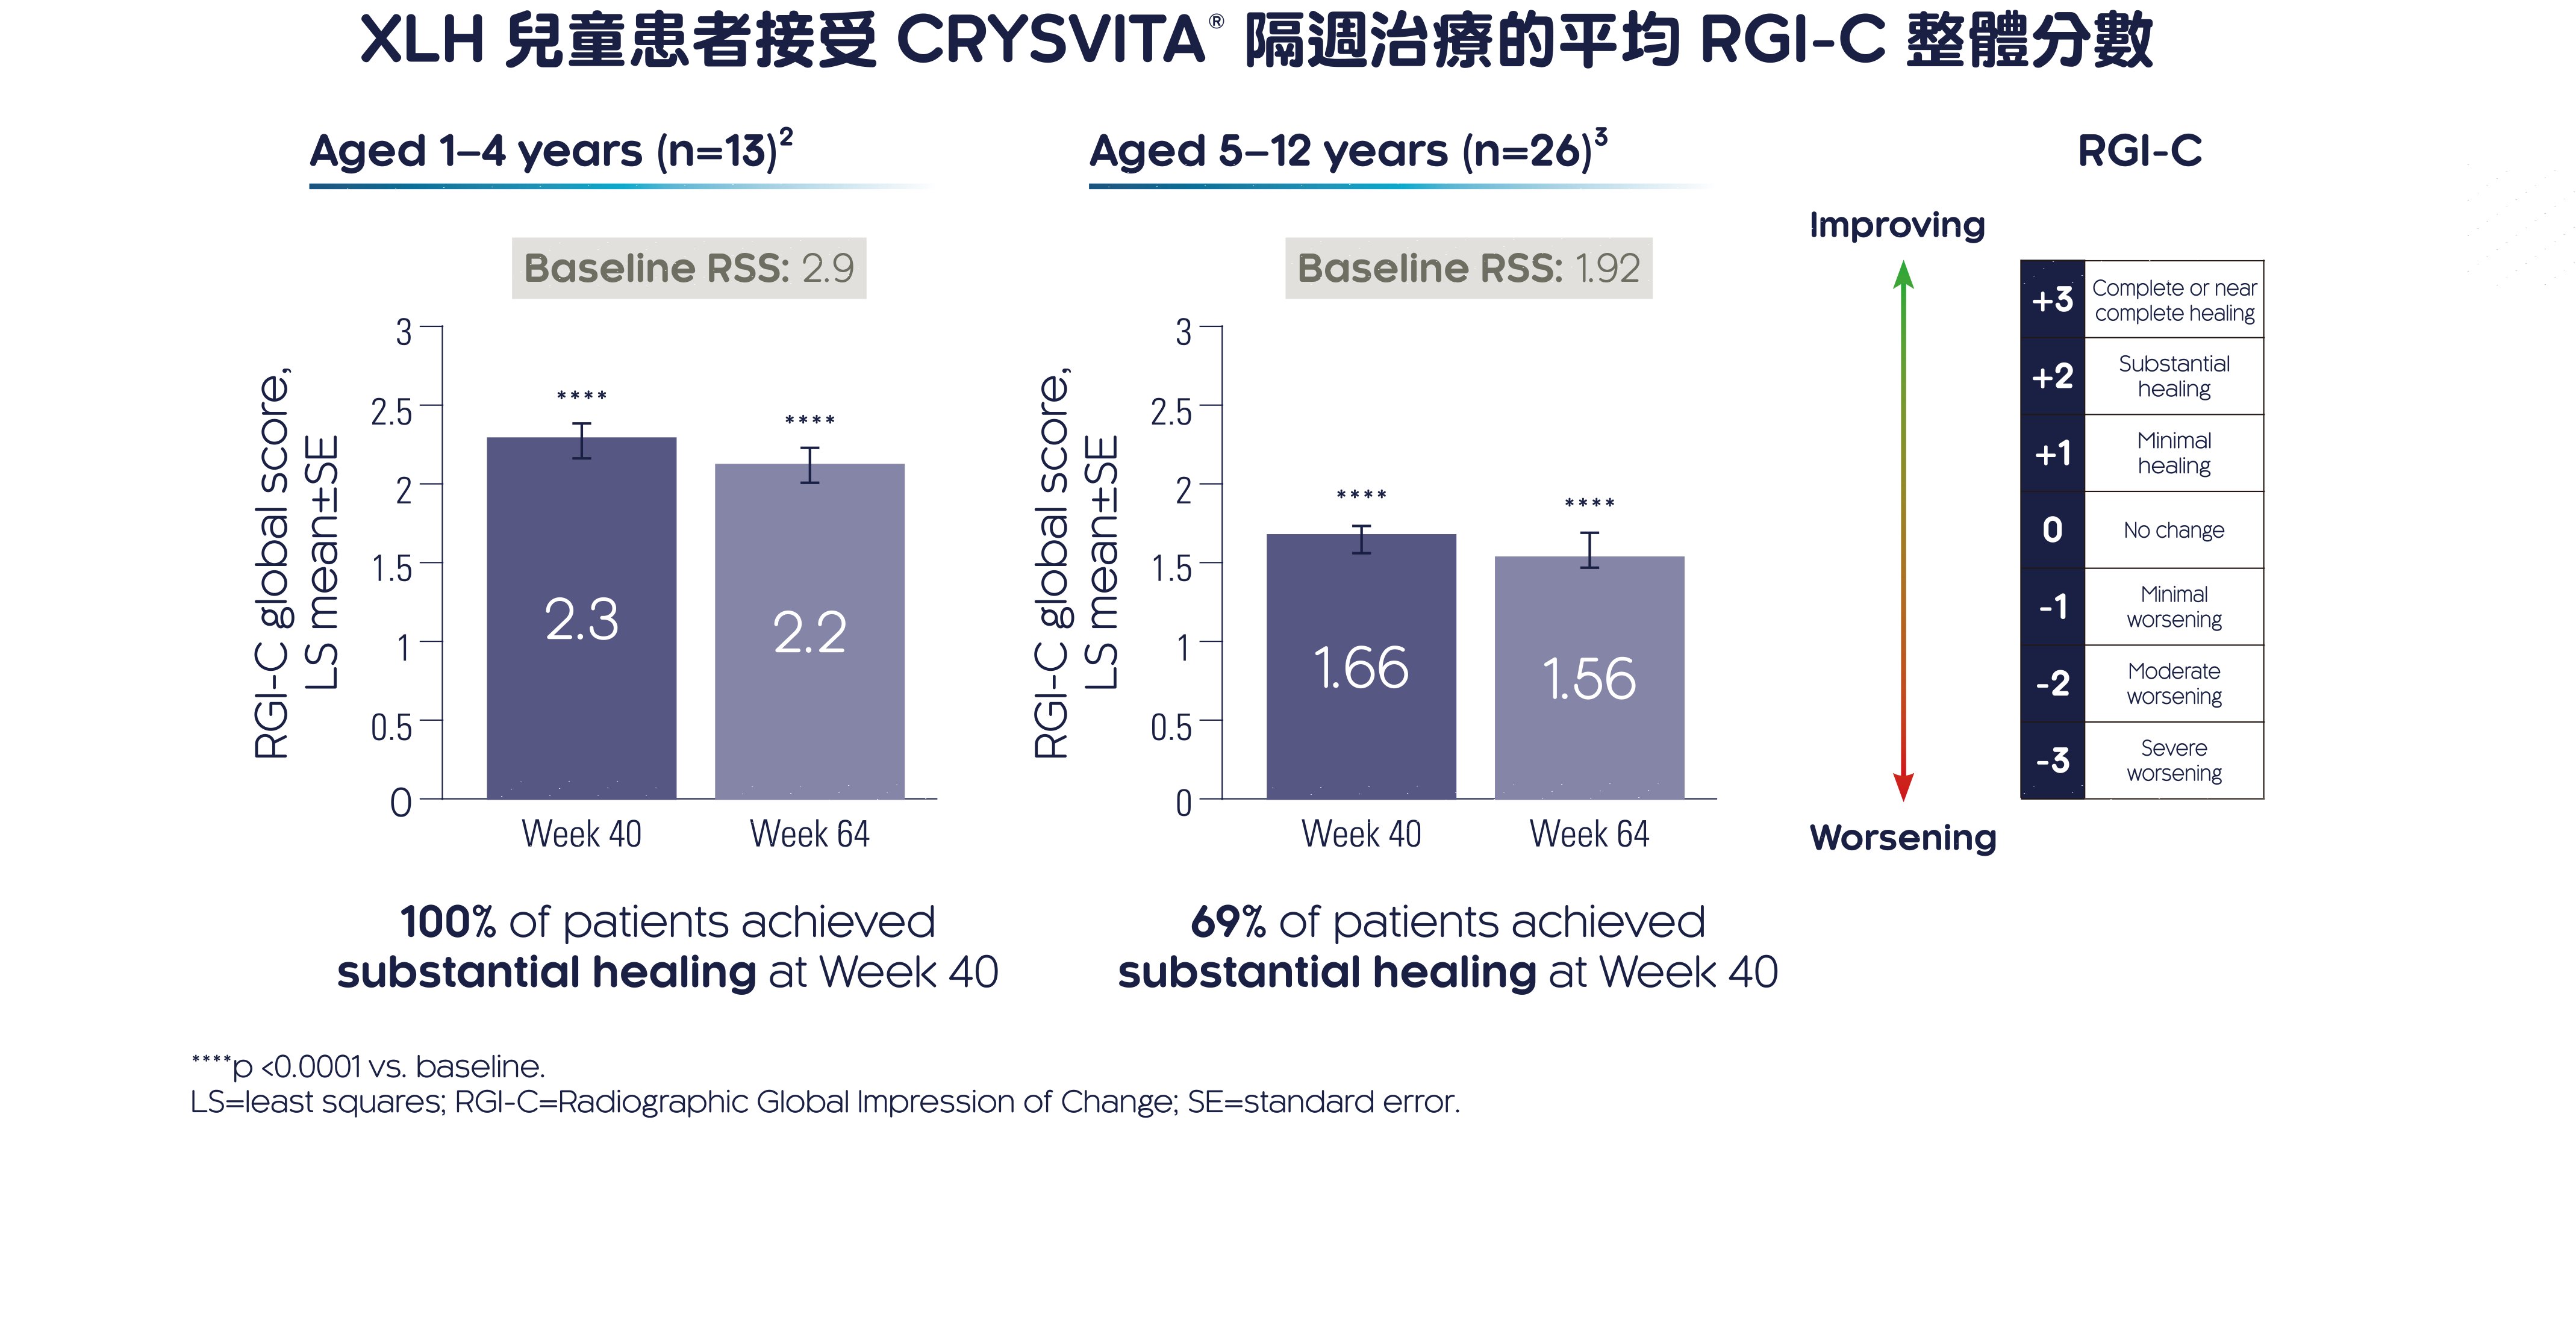 XLH 兒童患者接受 CRYSVITA® 隔週治療的平均 RGI-C 整體分數
Aged 1–4 years (n=13)²
Baseline RSS: 2.9
RGI-C global score,
LS mean±SE
3
2.5
2
1.5
1
0.5
0
****
****
2.3
2.2
Week 40
Week 64
100% of patients achieved
substantial healing at Week 40
Aged 5–12 years (n=26)³
Baseline RSS: 1.92
RGI-C global score,
LS mean±SE
3
2.5
2
1.5
1
0.5
0
****
****
1.66
1.56
Week 40
Week 64
69% of patients achieved
substantial healing at Week 40
RGI-C
Improving
Worsening
+3 Complete or near
complete healing
+2 Substantial
healing
+1 Minimal
healing
0 No change
-1 Minimal
worsening
-2 Moderate
worsening
-3 Severe
worsening
****p <0.0001 vs. baseline.
LS=least squares; RGI-C=Radiographic Global Impression of Change; SE=standard error.